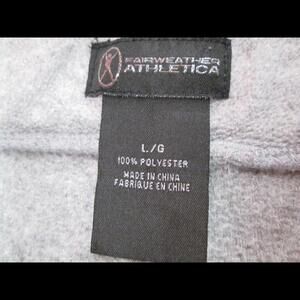 FAIRWEATHER
ATHLETICA
L/G
100% POLYESTER
MADE IN CHINA
FABRIQUE EN CHINE